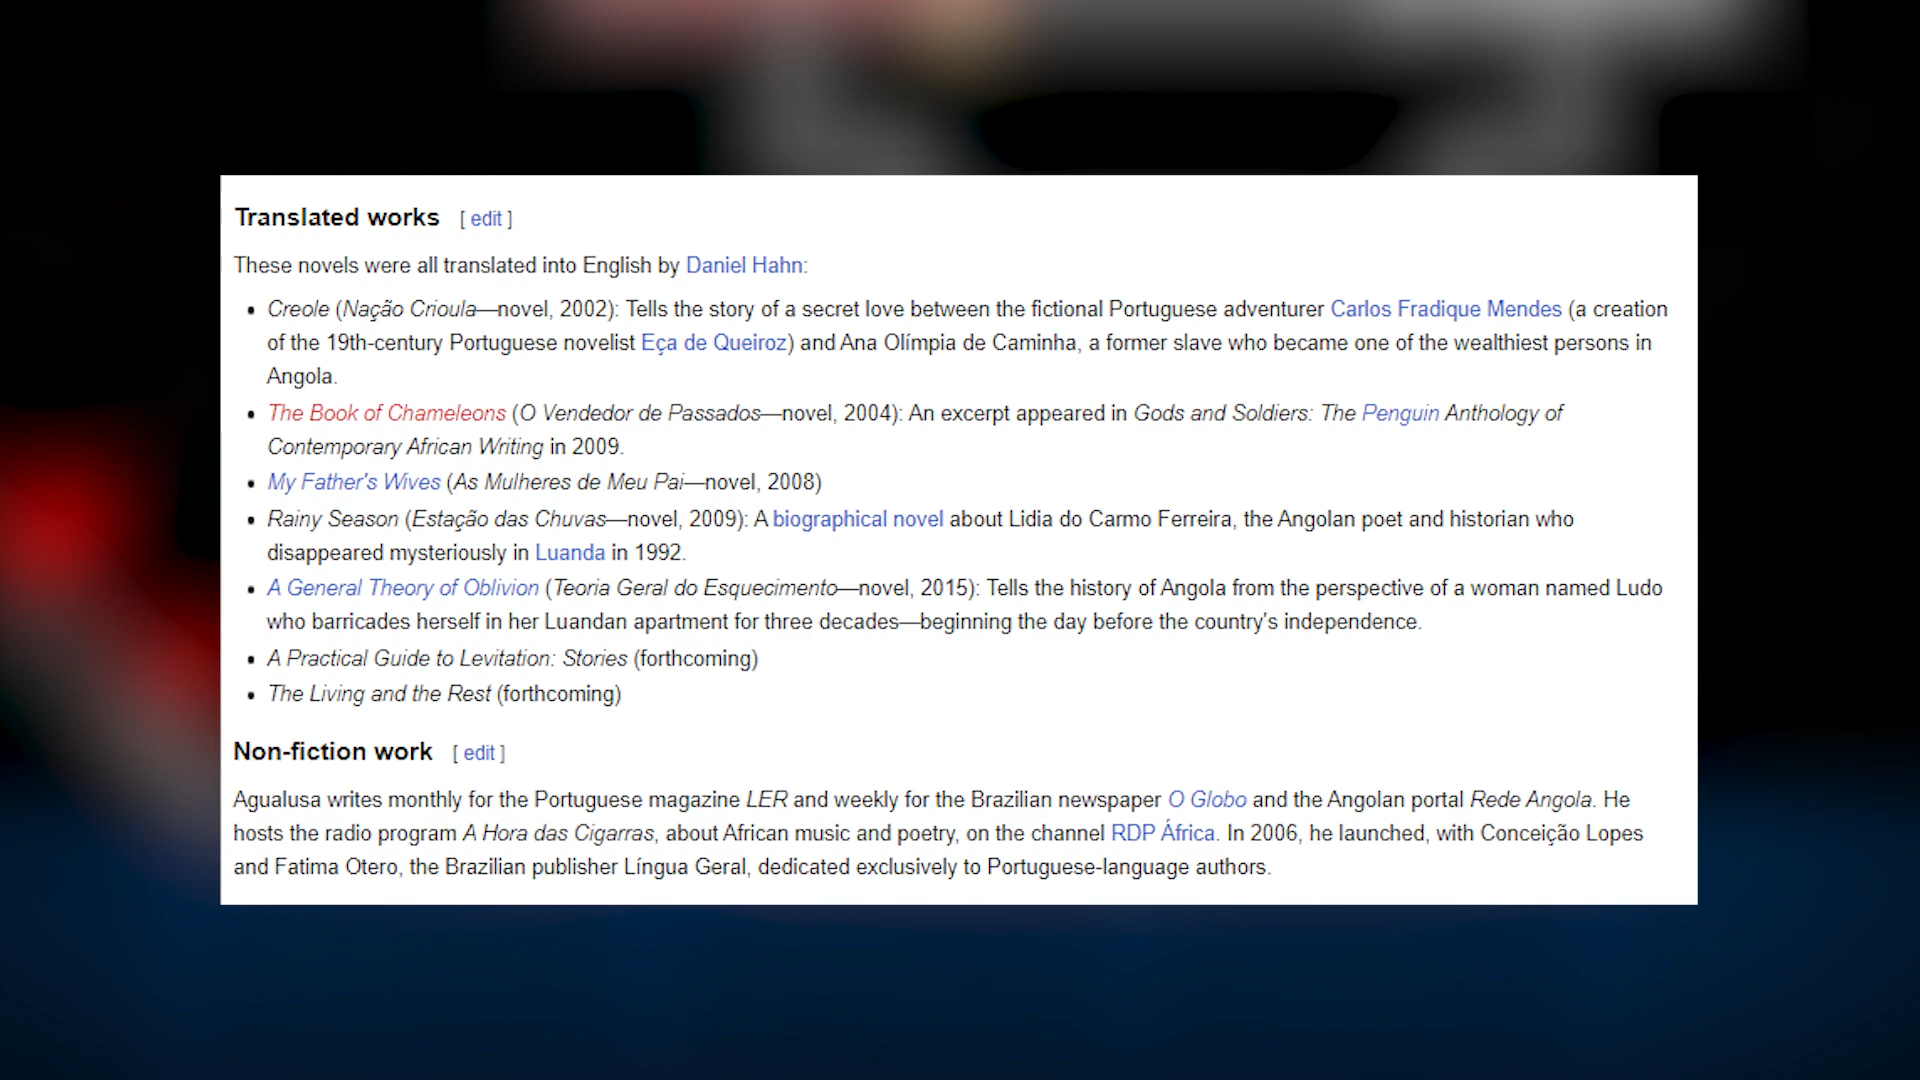 Translated works [ edit ]
These novels were all translated into English by Daniel Hahn:
• Creole (Nação Crioula—novel, 2002): Tells the story of a secret love between the fictional Portuguese adventurer Carlos Fradique Mendes (a creation
of the 19th-century Portuguese novelist Eça de Queiroz) and Ana Olímpia de Caminha, a former slave who became one of the wealthiest persons in
Angola.
• The Book of Chameleons (O Vendedor de Passados—novel, 2004): An excerpt appeared in Gods and Soldiers: The Penguin Anthology of
Contemporary African Writing in 2009.
• My Father's Wives (As Mulheres de Meu Pai—novel, 2008)
• Rainy Season (Estação das Chuvas—novel, 2009): A biographical novel about Lidia do Carmo Ferreira, the Angolan poet and historian who
disappeared mysteriously in Luanda in 1992.
• A General Theory of Oblivion (Teoria Geral do Esquecimento—novel, 2015): Tells the history of Angola from the perspective of a woman named Ludo
who barricades herself in her Luandan apartment for three decades—beginning the day before the country's independence.
• A Practical Guide to Levitation: Stories (forthcoming)
• The Living and the Rest (forthcoming)
Non-fiction work [ edit ]
Agualusa writes monthly for the Portuguese magazine LER and weekly for the Brazilian newspaper O Globo and the Angolan portal Rede Angola. He
hosts the radio program A Hora das Cigarras, about African music and poetry, on the channel RDP África. In 2006, he launched, with Conceição Lopes
and Fatima Otero, the Brazilian publisher Língua Geral, dedicated exclusively to Portuguese-language authors.